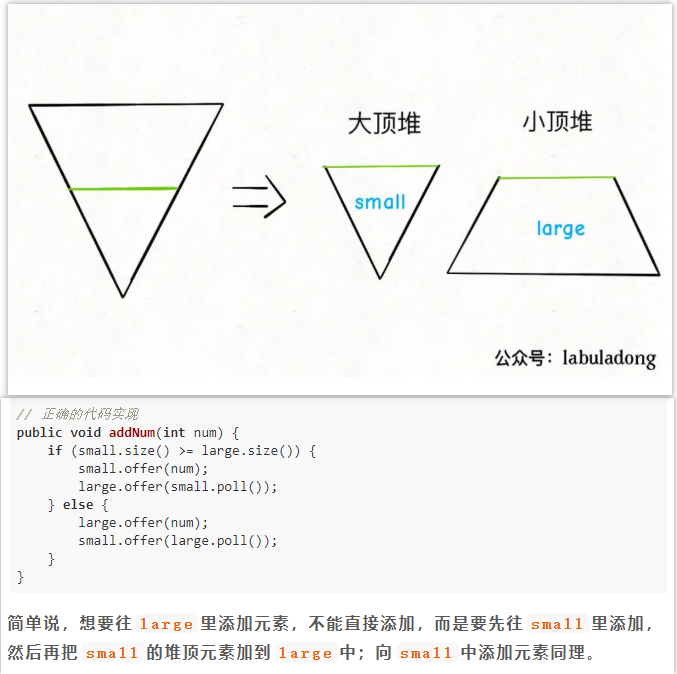 大顶堆
小顶堆
small
large
公众号：labuladong
// 正确的代码实现
public void addNum(int num) {
    if (small.size() >= large.size()) {
        small.offer(num);
        large.offer(small.poll());
    } else {
        large.offer(num);
        small.offer(large.poll());
    }
}
简单说，想要往 large 里添加元素，不能直接添加，而是要先往 small 里添加，
然后再把 small 的堆顶元素加到 large 中；向 small 中添加元素同理。